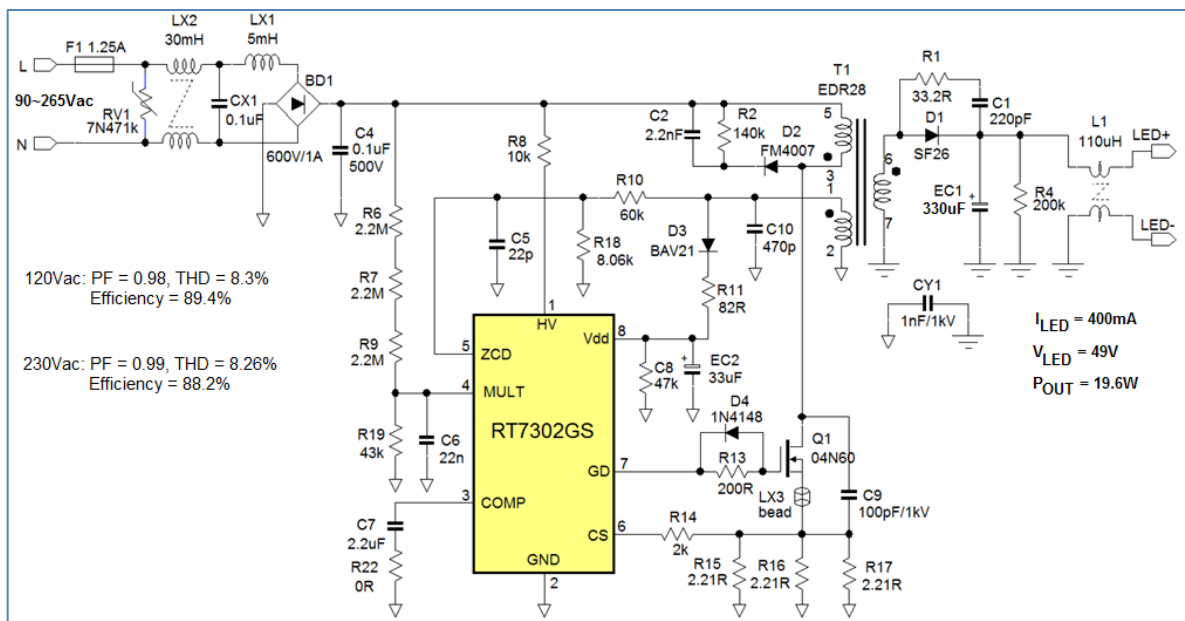 LX2
30mH
LX1
5mH
F1 1.25A
L
90~265Vac
RV1
7N471k
N
CX1
0.1uF
BD1
600V/1A
C4
0.1uF
500V
R8
10k
C2
2.2nF
R2
140k
D2
FM4007
T1
EDR28
5
3
1
2
6
7
R1
33.2R
C1
220pF
D1
SF26
EC1
330uF
+
R4
200k
L1
110uH
LED+
LED-
R6
2.2M
R7
2.2M
R9
2.2M
R19
43k
C6
22n
C5
22p
R18
8.06k
R10
60k
D3
BAV21
C10
470p
R11
82R
CY1
1nF/1kV
120Vac: PF = 0.98, THD = 8.3%
Efficiency = 89.4%
230Vac: PF = 0.99, THD = 8.26%
Efficiency = 88.2%
ILED = 400mA
VLED = 49V
POUT = 19.6W
1
HV
8
Vdd
5
ZCD
4
MULT
RT7302GS
7
GD
3
COMP
6
CS
GND
2
C8
47k
+
EC2
33uF
D4
1N4148
R13
200R
Q1
04N60
LX3
bead
C9
100pF/1kV
C7
2.2uF
R22
0R
R14
2k
R15
2.21R
R16
2.21R
R17
2.21R